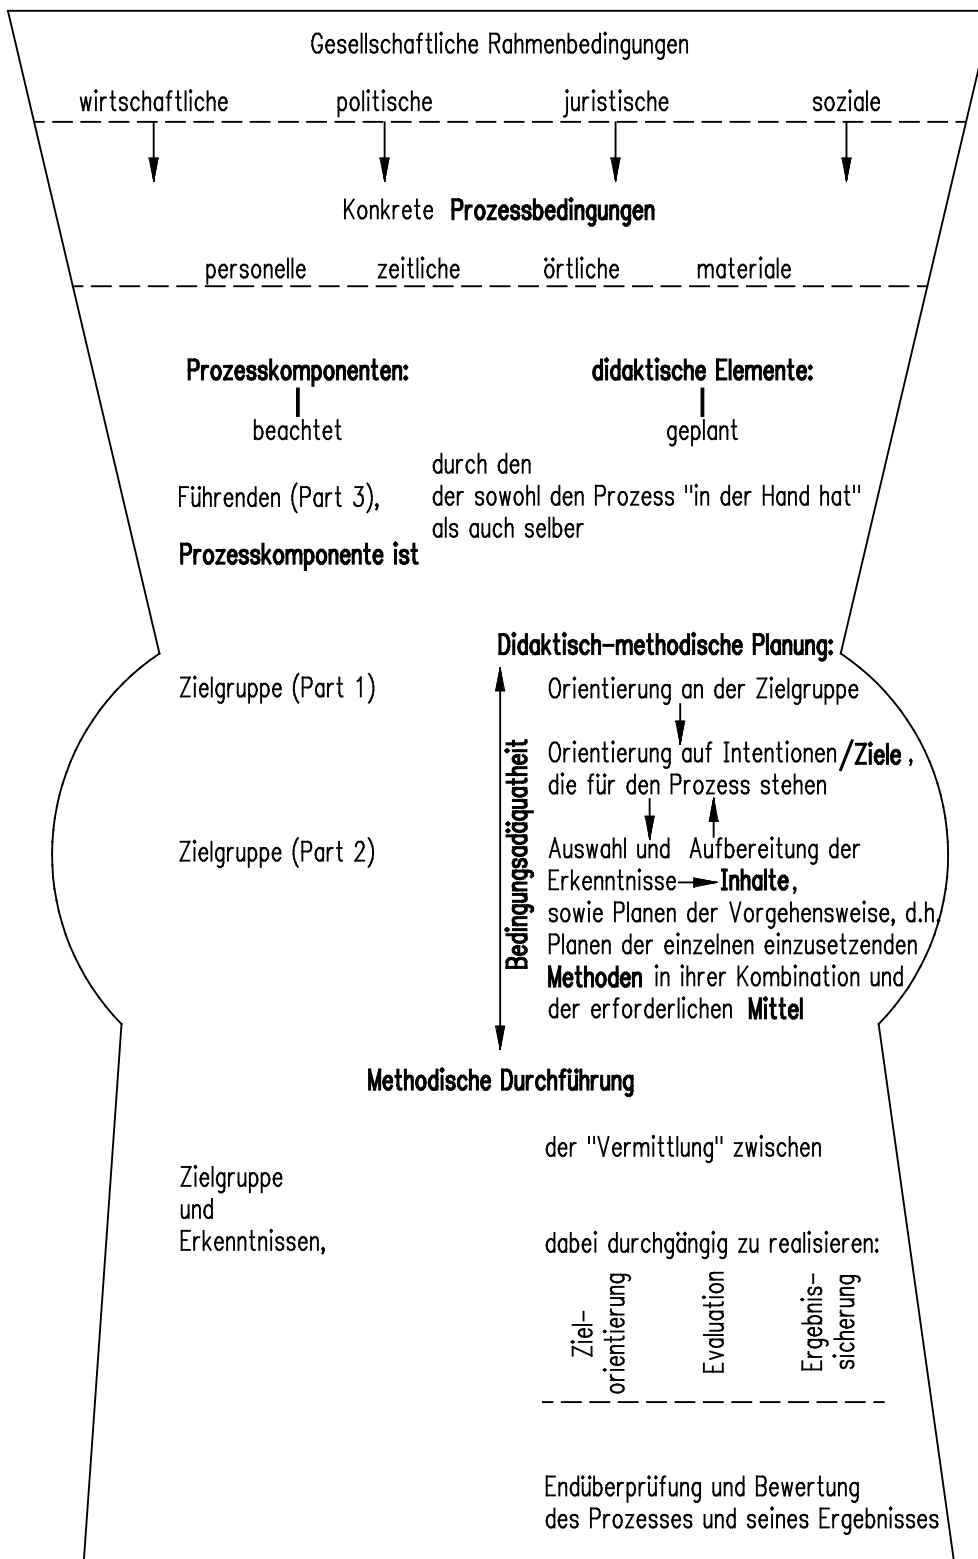 Gesellschaftliche Rahmenbedingungen
wirtschaftliche politische juristische soziale
Konkrete Prozessbedingungen
personelle zeitliche örtliche materiale
Prozesskomponenten: didaktische Elemente:
beachtet geplant
durch den
Führenden (Part 3), der sowohl den Prozess "in der Hand hat"
als auch selber
Prozesskomponente ist
Didaktisch-methodische Planung:
Zielgruppe (Part 1) Orientierung an der Zielgruppe
Orientierung auf Intentionen/Ziele,
die für den Prozess stehen
Zielgruppe (Part 2) Auswahl und Aufbereitung der
Erkenntnisse Inhalte,
sowie Planen der Vorgehensweise, d.h.
Planen der einzelnen einzusetzenden
Methoden in ihrer Kombination und
der erforderlichen Mittel
Bedingungsadäquatheit
Methodische Durchführung
der "Vermittlung" zwischen
Zielgruppe
und
Erkenntnissen,
dabei durchgängig zu realisieren:
Ziel-
orientierung
Evaluation
Ergebnis-
sicherung
Endüberprüfung und Bewertung
des Prozesses und seines Ergebnisses